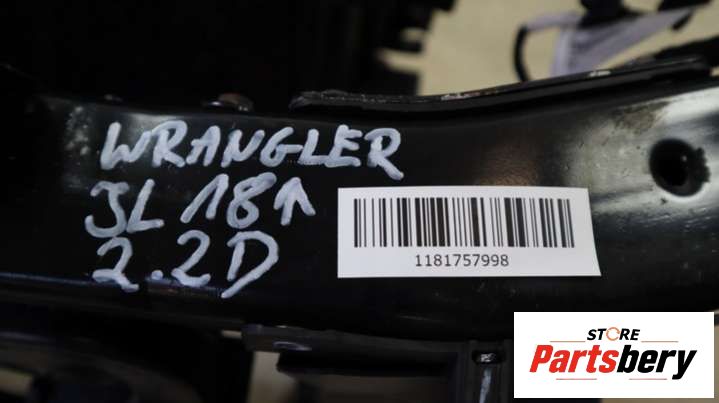 WRANGLER
JL 18↑
2.2D
1181757998
STORE
Partsbery